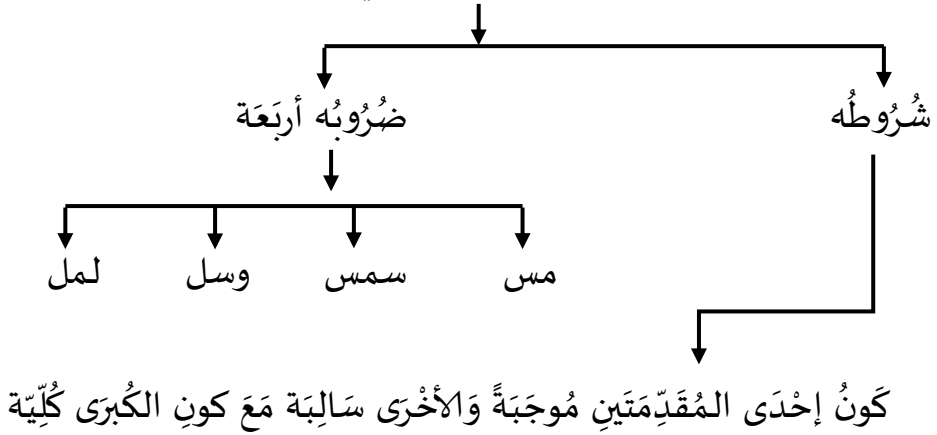 شُرُوطُه ضُرُوبُه أربَعَة
مس سمس وسل لمل
كَونُ إحْدَى المُقَدِّمَتَينِ مُوجَبَةً وَالأخْرَى سَالِبَة مَعَ كونِ الكُبرَى كُلِّيّة